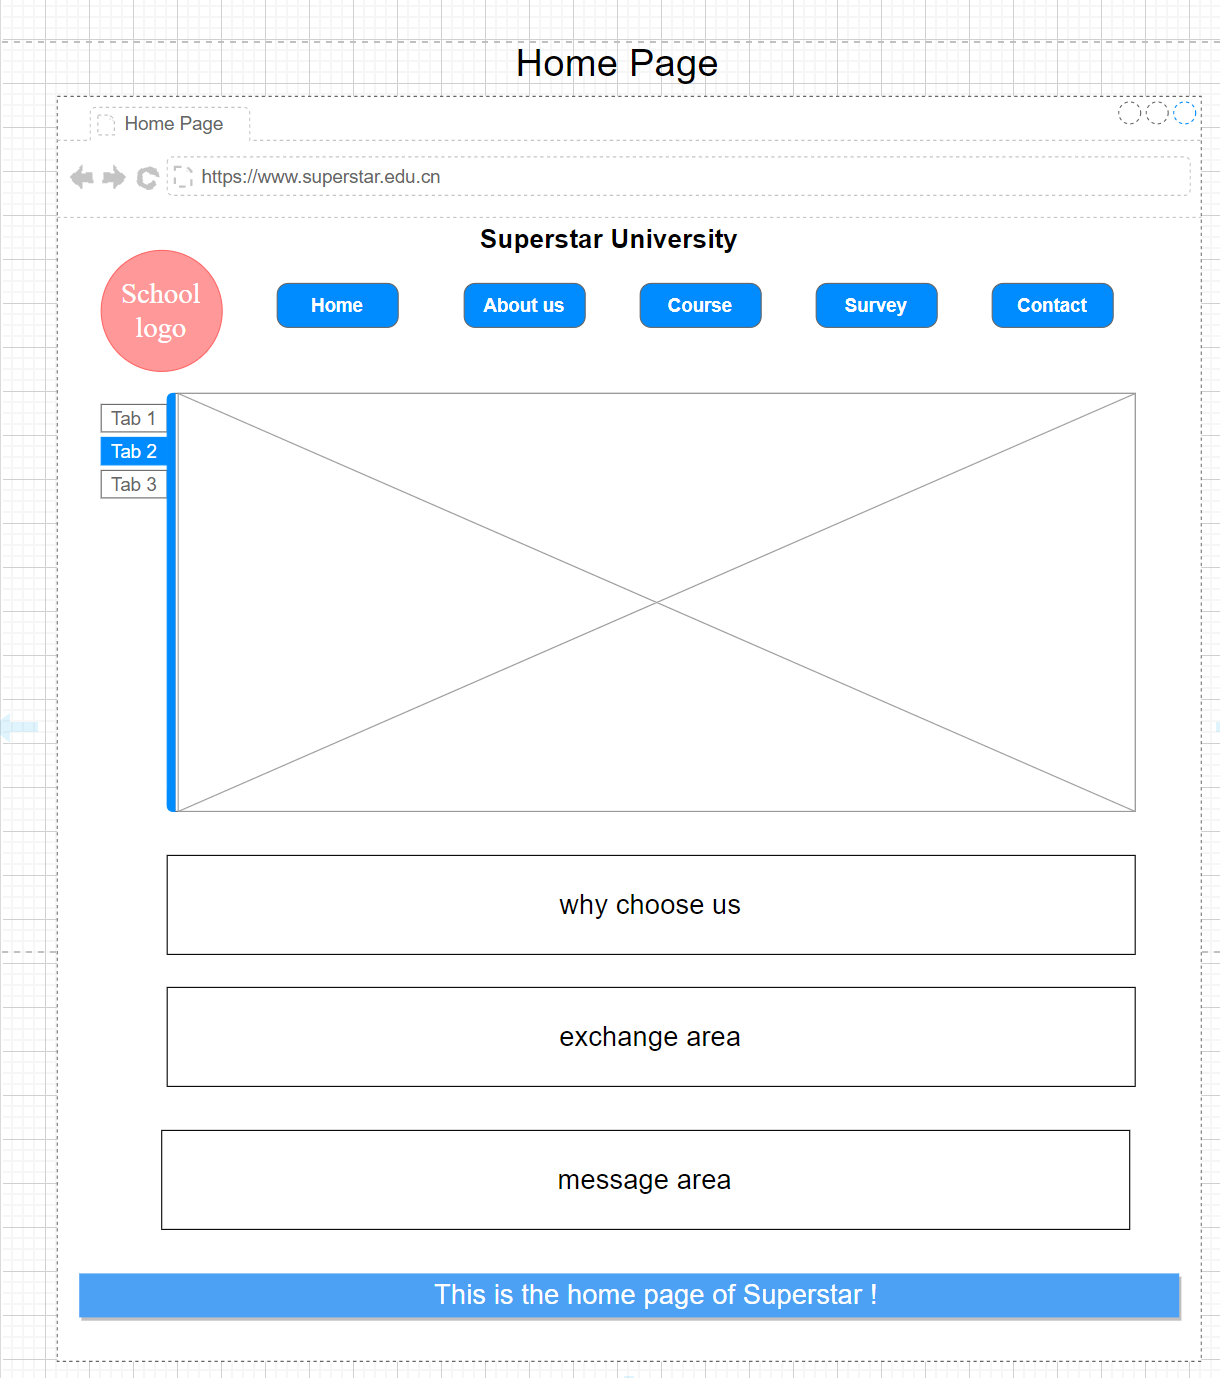 Home Page
Home Page
https://www.superstar.edu.cn
Superstar University
School
logo
Home
About us
Course
Survey
Contact
Tab 1
Tab 2
Tab 3
why choose us
exchange area
message area
This is the home page of Superstar !